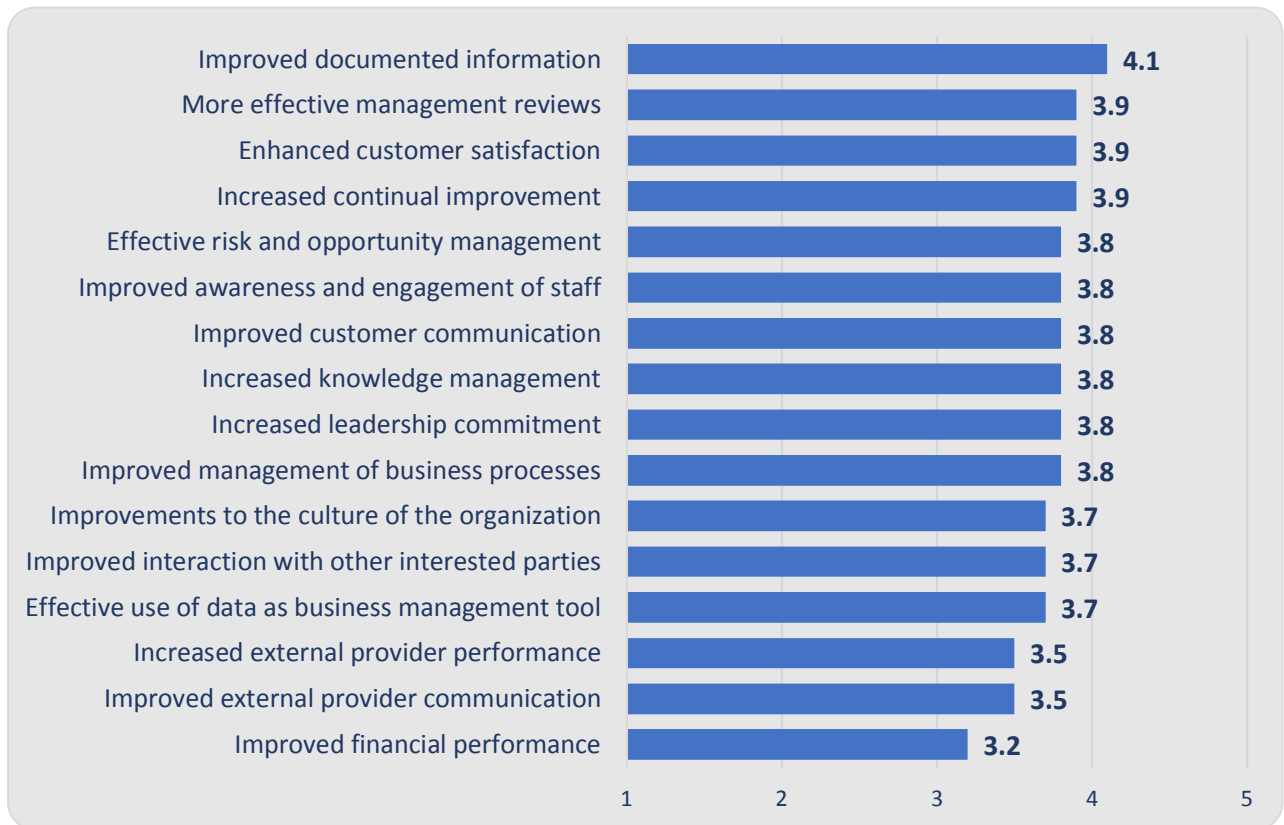 Improved documented information 4.1
More effective management reviews 3.9
Enhanced customer satisfaction 3.9
Increased continual improvement 3.9
Effective risk and opportunity management 3.8
Improved awareness and engagement of staff 3.8
Improved customer communication 3.8
Increased knowledge management 3.8
Increased leadership commitment 3.8
Improved management of business processes 3.8
Improvements to the culture of the organization 3.7
Improved interaction with other interested parties 3.7
Effective use of data as business management tool 3.7
Increased external provider performance 3.5
Improved external provider communication 3.5
Improved financial performance 3.2
1 2 3 4 5